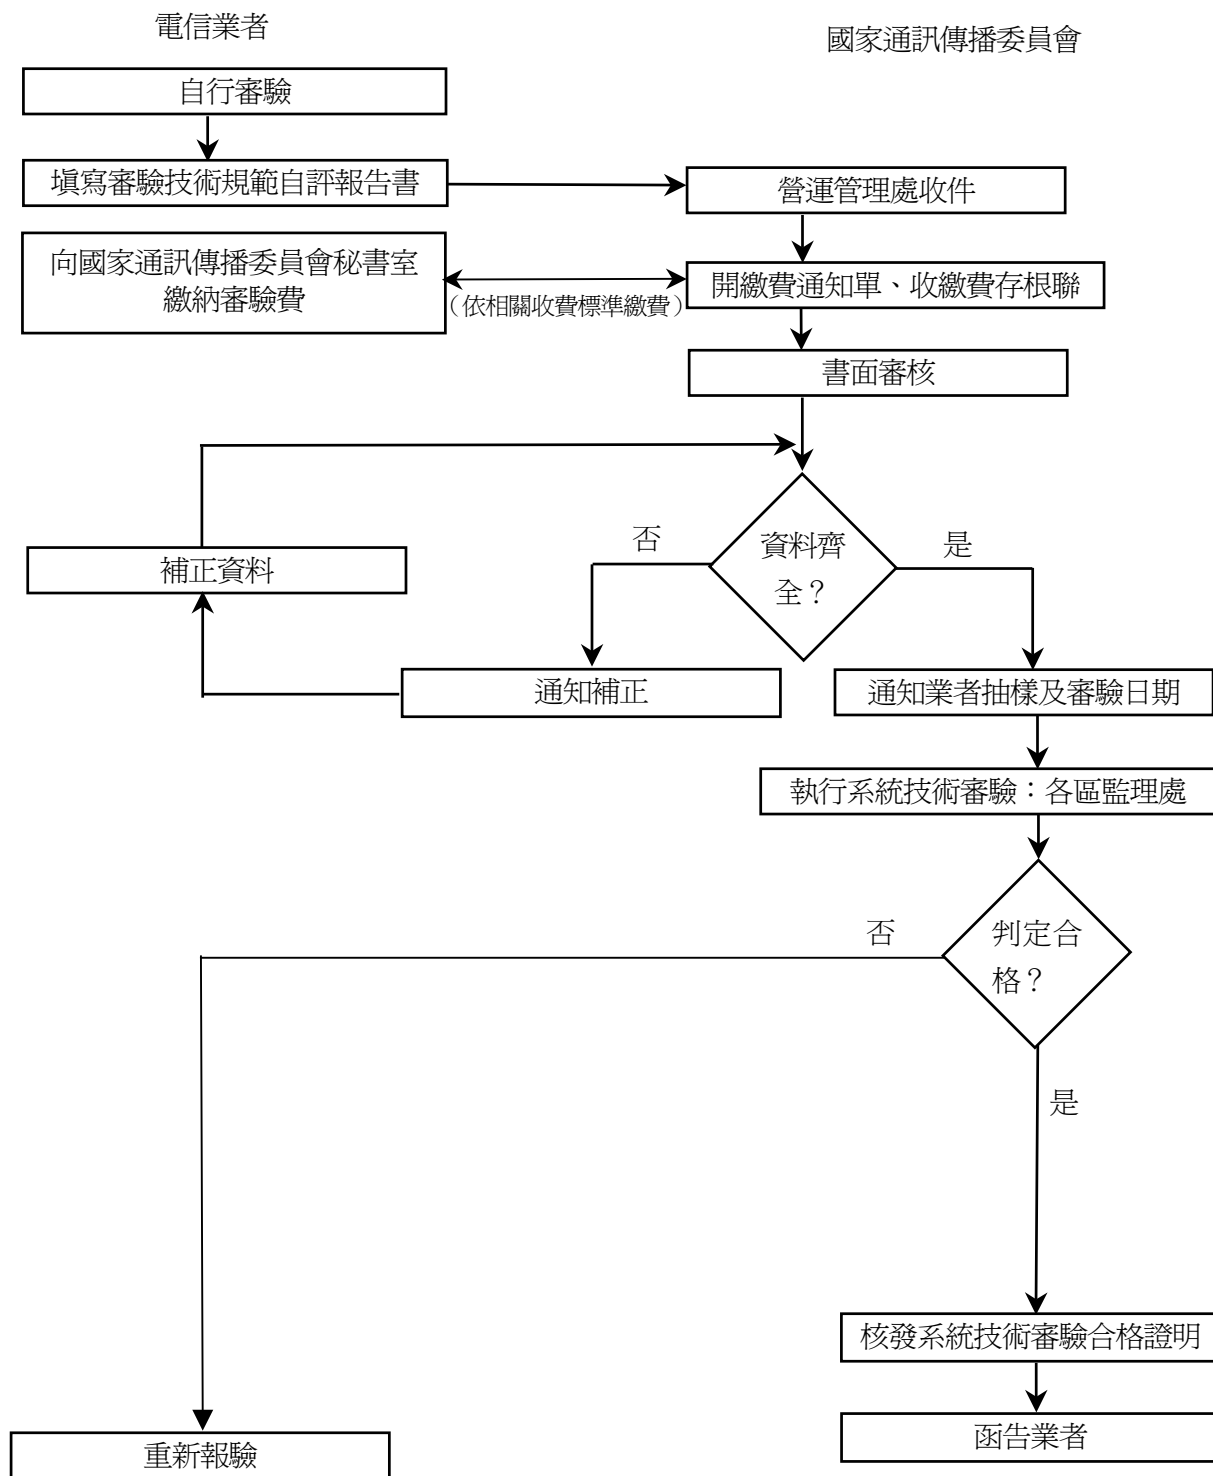 電信業者
國家通訊傳播委員會
自行審驗
填寫審驗技術規範自評報告書
營運管理處收件
向國家通訊傳播委員會秘書室
繳納審驗費
(依相關收費標準繳費)
開繳費通知單、收繳費存根聯
書面審核
否
資料齊
全?
是
補正資料
通知補正
通知業者抽樣及審驗日期
執行系統技術審驗:各區監理處
否
判定合
格?
是
核發系統技術審驗合格證明
函告業者
重新報驗